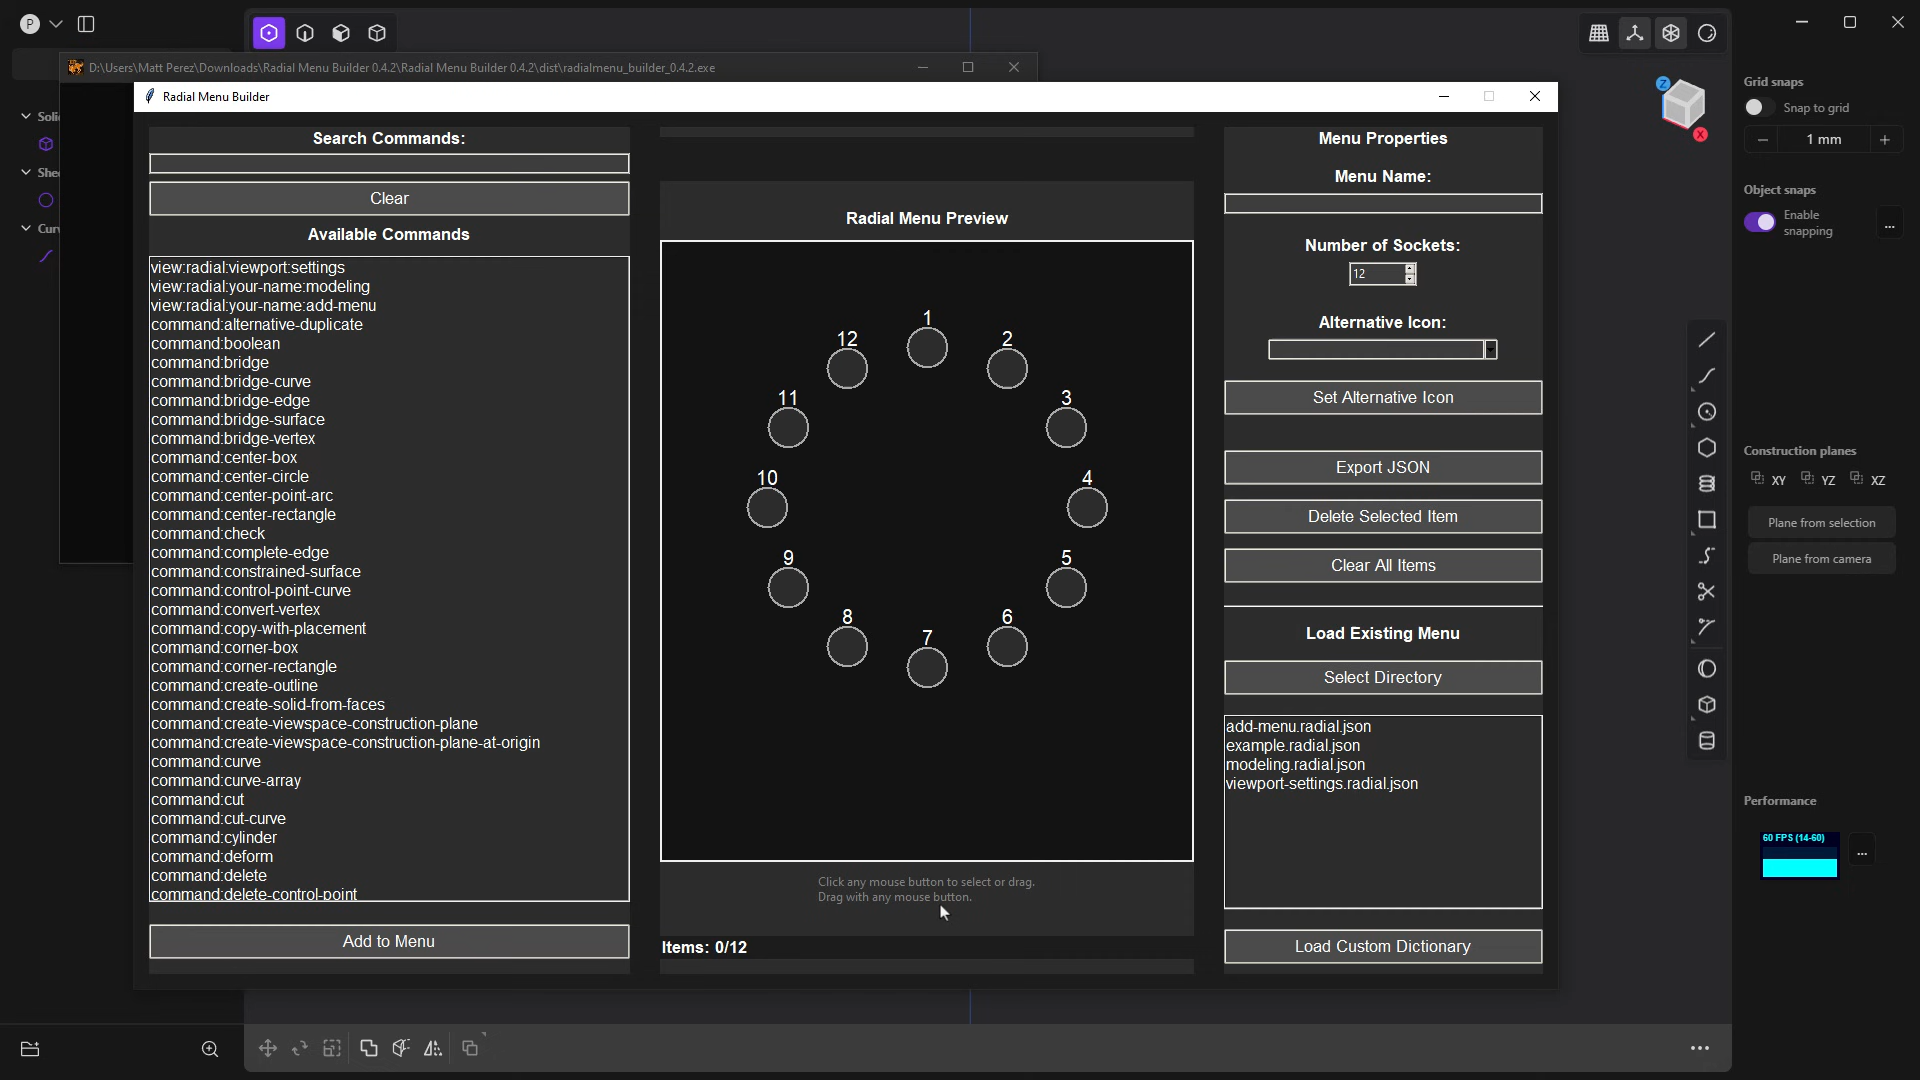 P
D:\Users\Matt Perez\Downloads\Radial Menu Builder 0.4.2\Radial Menu Builder 0.4.2\dist\radialmenu_builder_0.4.2.exe
Radial Menu Builder
Search Commands:
Clear
Available Commands
view:radial:viewport:settings
view:radial:your-name:modeling
view:radial:your-name:add-menu
command:alternative-duplicate
command:boolean
command:bridge
command:bridge-curve
command:bridge-edge
command:bridge-surface
command:bridge-vertex
command:center-box
command:center-circle
command:center-point-arc
command:center-rectangle
command:check
command:complete-edge
command:constrained-surface
command:control-point-curve
command:convert-vertex
command:copy-with-placement
command:corner-box
command:corner-rectangle
command:create-outline
command:create-solid-from-faces
command:create-viewspace-construction-plane
command:create-viewspace-construction-plane-at-origin
command:curve
command:curve-array
command:cut
command:cut-curve
command:cylinder
command:deform
command:delete
command:delete-control-point
Add to Menu
Radial Menu Preview
1
2
3
4
5
6
7
8
9
10
11
12
Click any mouse button to select or drag.
Drag with any mouse button.
Items: 0/12
Menu Properties
Menu Name:
Number of Sockets:
12
Alternative Icon:
Set Alternative Icon
Export JSON
Delete Selected Item
Clear All Items
Load Existing Menu
Select Directory
add-menu.radial.json
example.radial.json
modeling.radial.json
viewport-settings.radial.json
Load Custom Dictionary
Z
X
Grid snaps
Snap to grid
1 mm
Object snaps
Enable
snapping
...
Construction planes
XY YZ XZ
Plane from selection
Plane from camera
Performance
60 FPS (14-60)
...